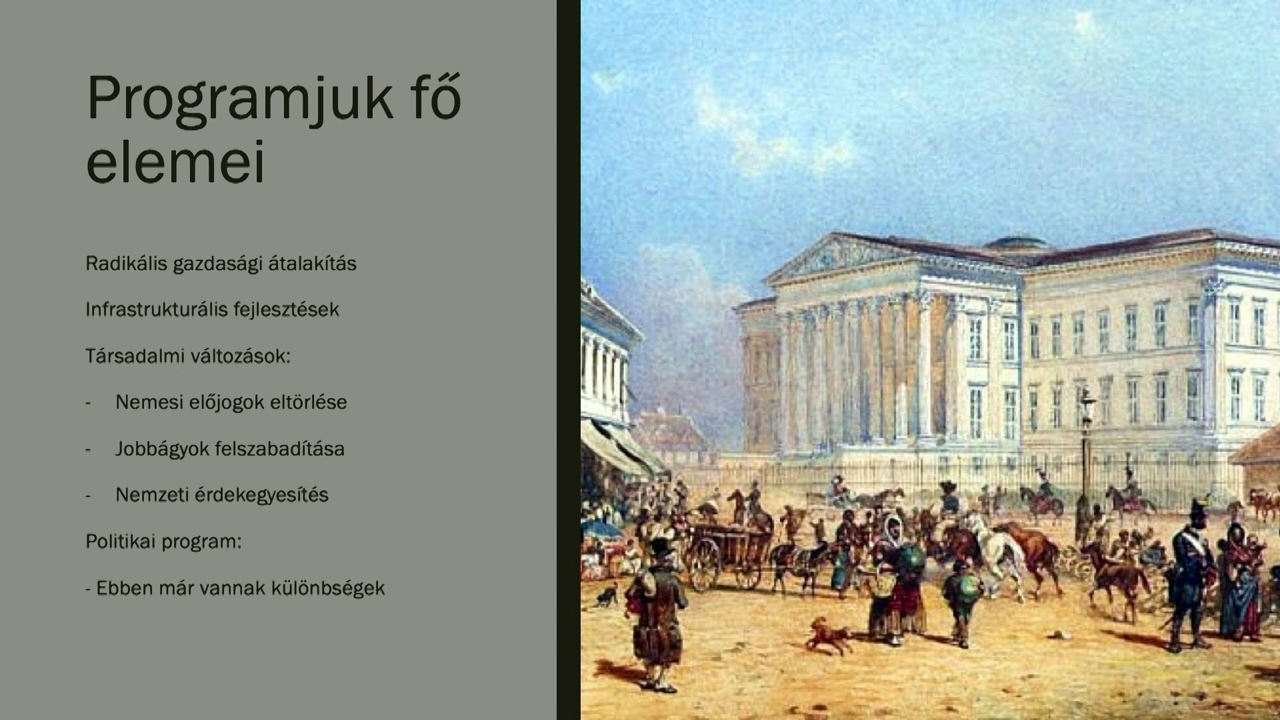 Programjuk fő
elemei
Radikális gazdasági átalakítás
Infrastrukturális fejlesztések
Társadalmi változások:
- Nemesi előjogok eltörlése
- Jobbágyok felszabadítása
- Nemzeti érdekegyesítés
Politikai program:
- Ebben már vannak különbségek